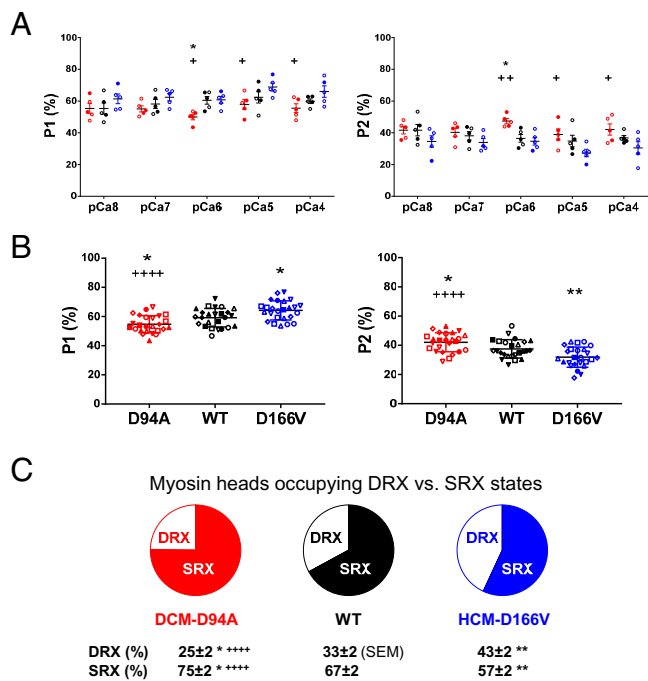 A
P1 (%)
100
80
60
40
20
0
*
+
+
+
pCa8 pCa7 pCa6 pCa5 pCa4
P2 (%)
100
80
60
40
20
0
*
++
+
+
pCa8 pCa7 pCa6 pCa5 pCa4
B
P1 (%)
100
80
60
40
20
0
*
++++
*
D94A WT D166V
P2 (%)
100
80
60
40
20
0
*
++++
**
D94A WT D166V
C
Myosin heads occupying DRX vs. SRX states
DRX
SRX
DRX
SRX
DRX
SRX
DCM-D94A WT HCM-D166V
DRX (%) 25±2 * ++++ 33±2 (SEM) 43±2 **
SRX (%) 75±2 * ++++ 67±2 57±2 **